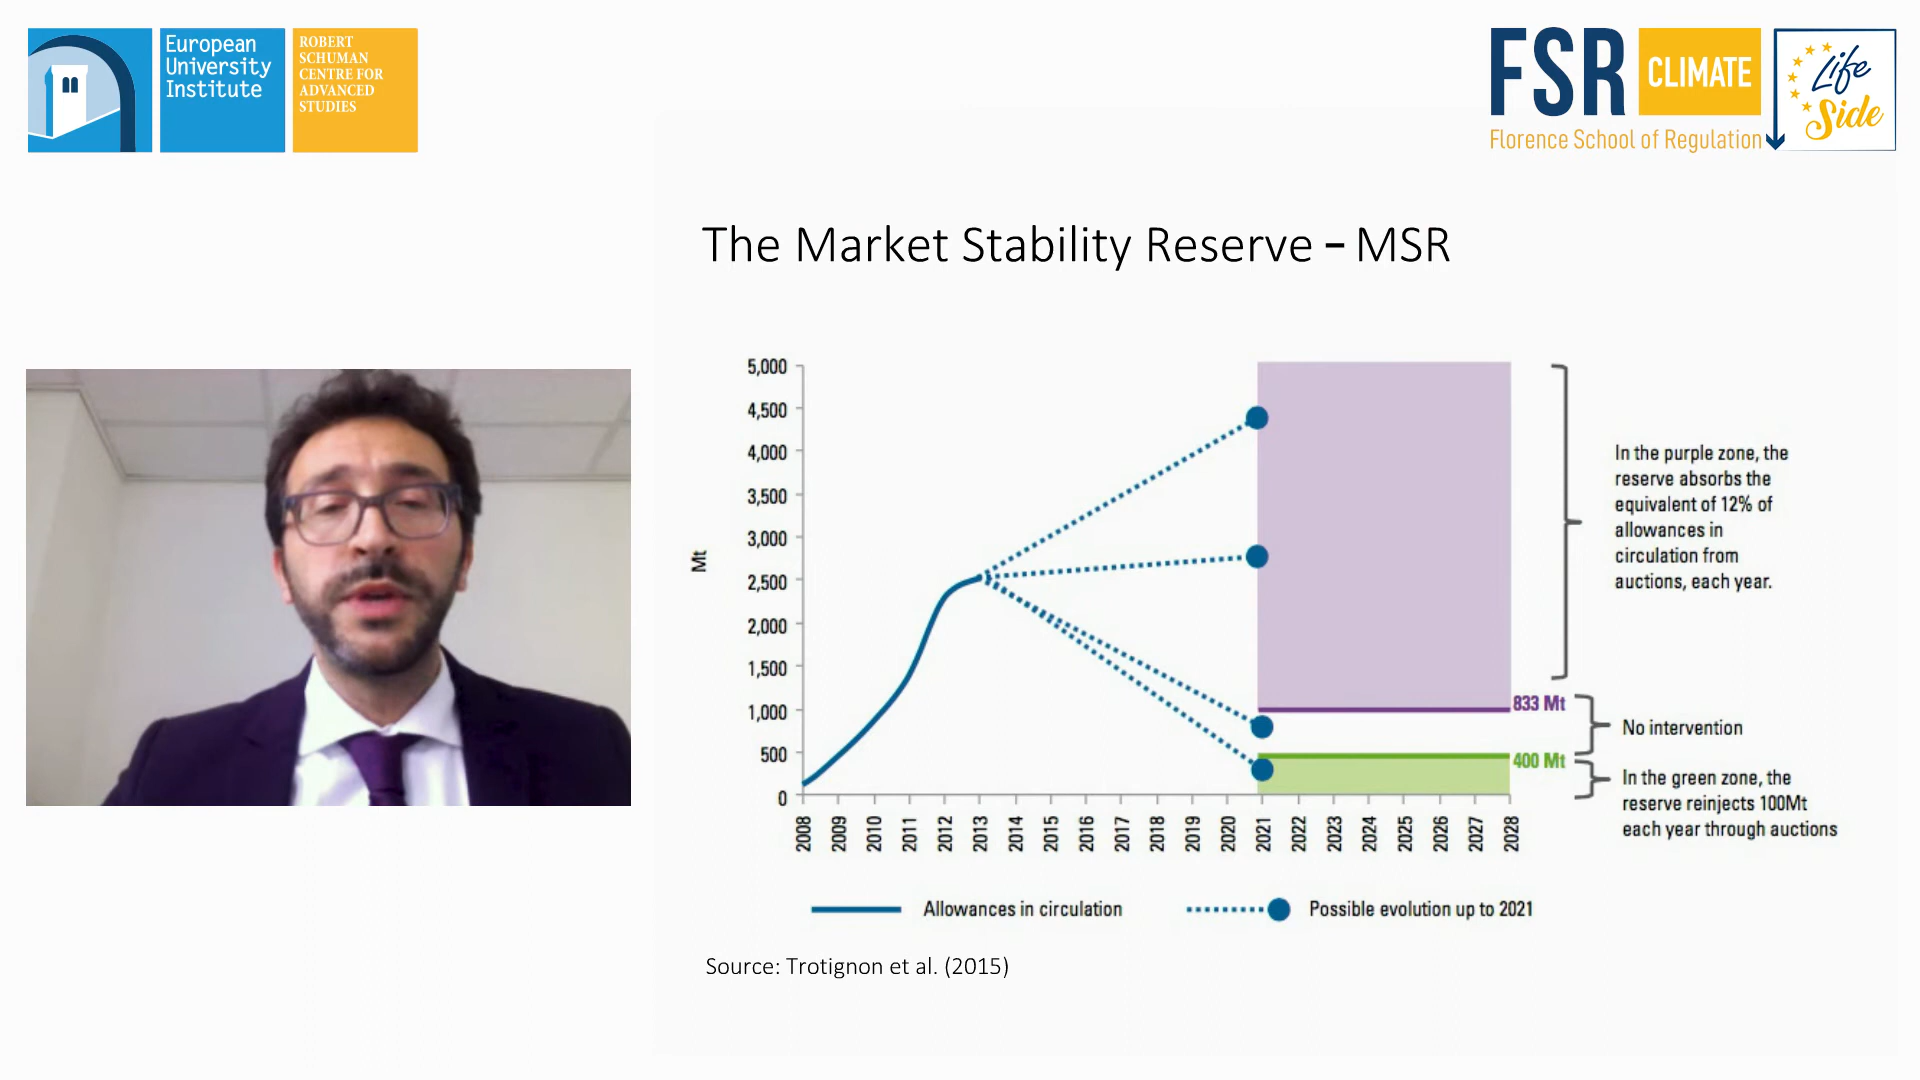 European
University
Institute
ROBERT
SCHUMAN
CENTRE FOR
ADVANCED
STUDIES
FSR
CLIMATE
Florence School of Regulation
Life
Side
The Market Stability Reserve – MSR
Mt
5,000
4,500
4,000
3,500
3,000
2,500
2,000
1,500
1,000
500
0
2008
2009
2010
2011
2012
2013
2014
2015
2016
2017
2018
2019
2020
2021
2022
2023
2024
2025
2026
2027
2028
In the purple zone, the
reserve absorbs the
equivalent of 12% of
allowances in
circulation from
auctions, each year.
833 Mt
No intervention
400 Mt
In the green zone, the
reserve reinjects 100Mt
each year through auctions
Allowances in circulation
Possible evolution up to 2021
Source: Trotignon et al. (2015)